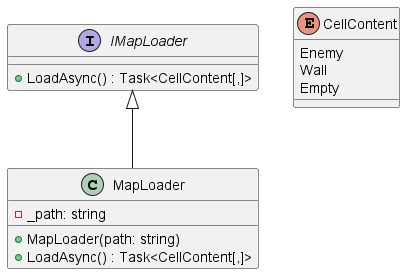 I IMapLoader
+ LoadAsync() : Task<CellContent[,]>
E CellContent
Enemy
Wall
Empty
C MapLoader
_path: string
MapLoader(path: string)
LoadAsync() : Task<CellContent[,]>